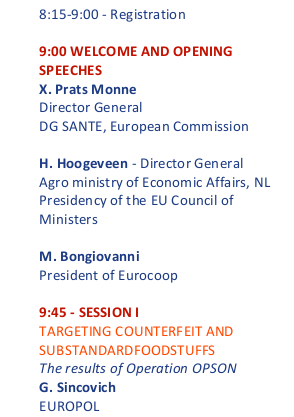 8:15-9:00 - Registration
9:00 WELCOME AND OPENING
SPEECHES
X. Prats Monne
Director General
DG SANTE, European Commission
H. Hoogeveen - Director General
Agro ministry of Economic Affairs, NL
Presidency of the EU Council of
Ministers
M. Bongiovanni
President of Eurocoop
9:45 - SESSION I
TARGETING COUNTERFEIT AND
SUBSTANDARDFOODSTUFFS
The results of Operation OPSON
G. Sincovich
EUROPOL